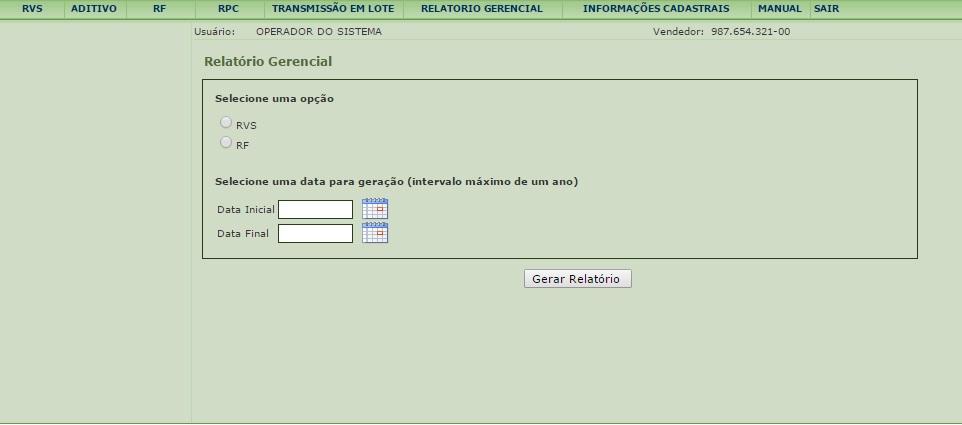 RVS ADITIVO RF RPC TRANSMISSÃO EM LOTE RELATORIO GERENCIAL INFORMAÇÕES CADASTRAIS MANUAL SAIR
Usuário: OPERADOR DO SISTEMA Vendedor: 987.654.321-00
Relatório Gerencial
Selecione uma opção
RVS
RF
Selecione uma data para geração (intervalo máximo de um ano)
Data Inicial
Data Final
Gerar Relatório